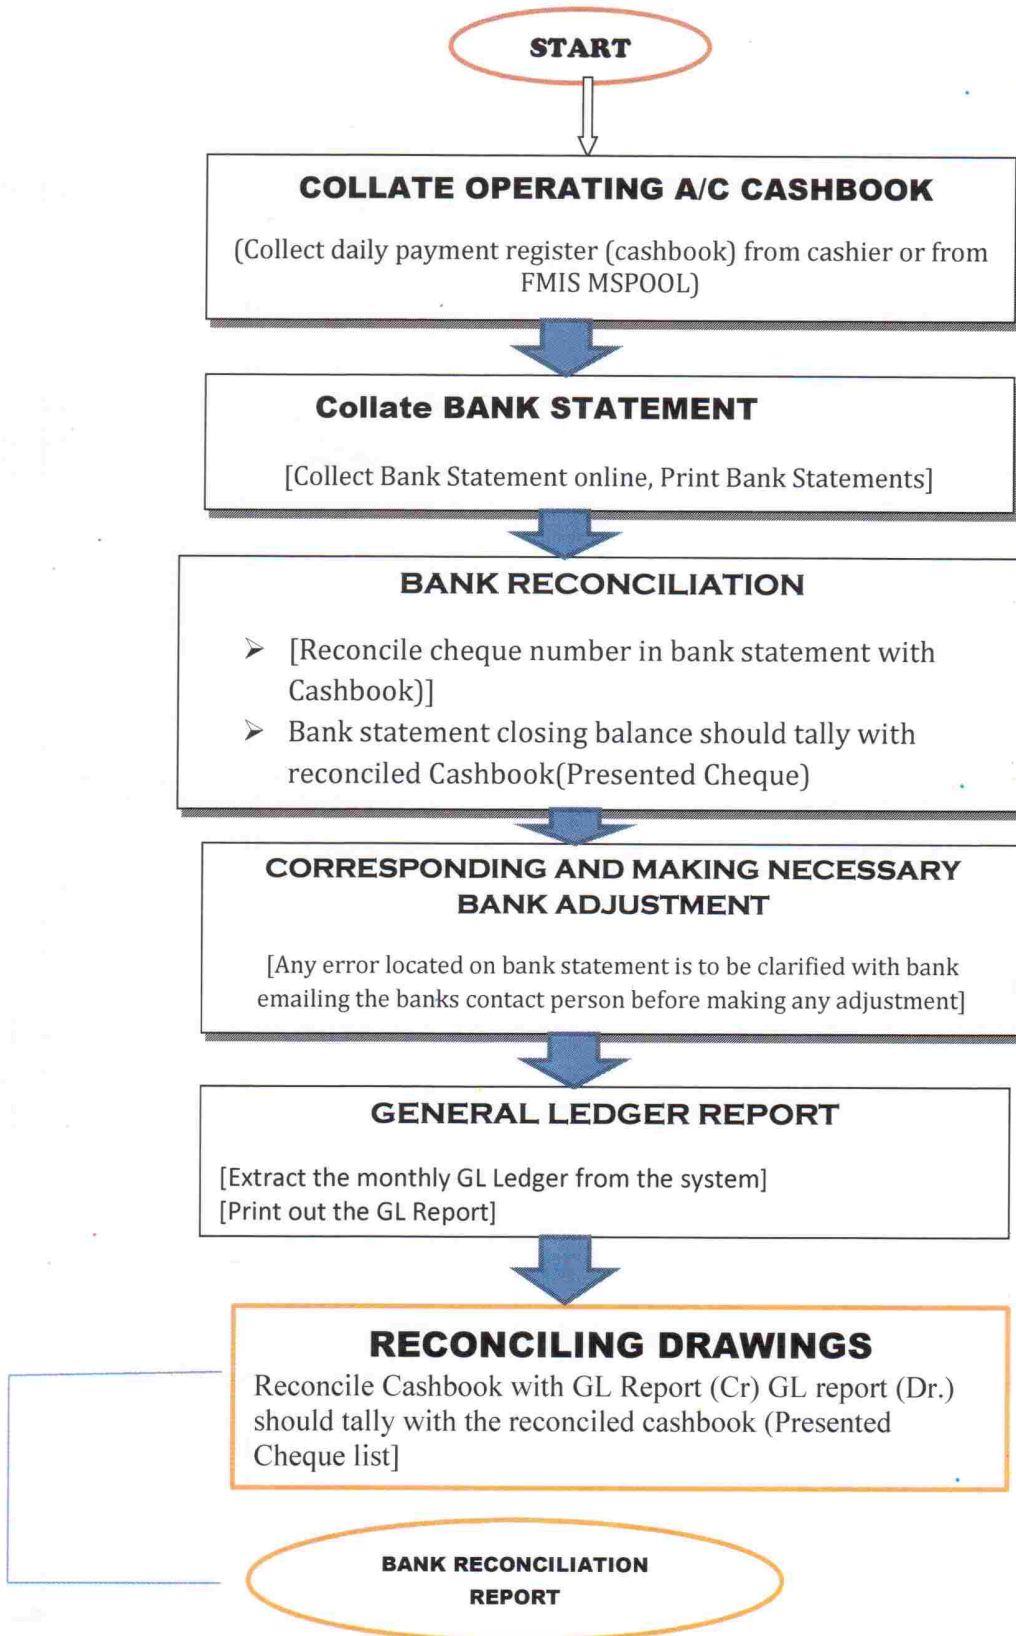 START
COLLATE OPERATING A/C CASHBOOK
(Collect daily payment register (cashbook) from cashier or from
FMIS MSPOOL)
Collate BANK STATEMENT
[Collect Bank Statement online, Print Bank Statements]
BANK RECONCILIATION
➤ [Reconcile cheque number in bank statement with
Cashbook)]
➤ Bank statement closing balance should tally with
reconciled Cashbook(Presented Cheque)
CORRESPONDING AND MAKING NECESSARY
BANK ADJUSTMENT
[Any error located on bank statement is to be clarified with bank
emailing the banks contact person before making any adjustment]
GENERAL LEDGER REPORT
[Extract the monthly GL Ledger from the system]
[Print out the GL Report]
RECONCILING DRAWINGS
Reconcile Cashbook with GL Report (Cr) GL report (Dr.)
should tally with the reconciled cashbook (Presented
Cheque list]
BANK RECONCILIATION
REPORT